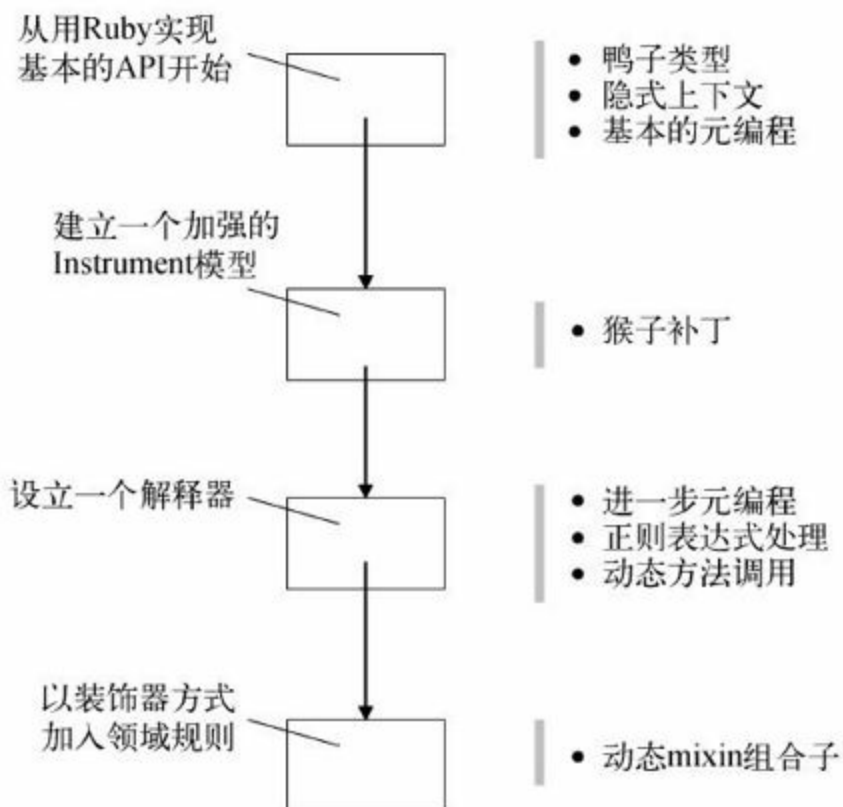 从用Ruby实现
基本的API开始
• 鸭子类型
• 隐式上下文
• 基本的元编程
建立一个加强的
Instrument模型
• 猴子补丁
设立一个解释器
• 进一步元编程
• 正则表达式处理
• 动态方法调用
以装饰器方式
加入领域规则
• 动态mixin组合子